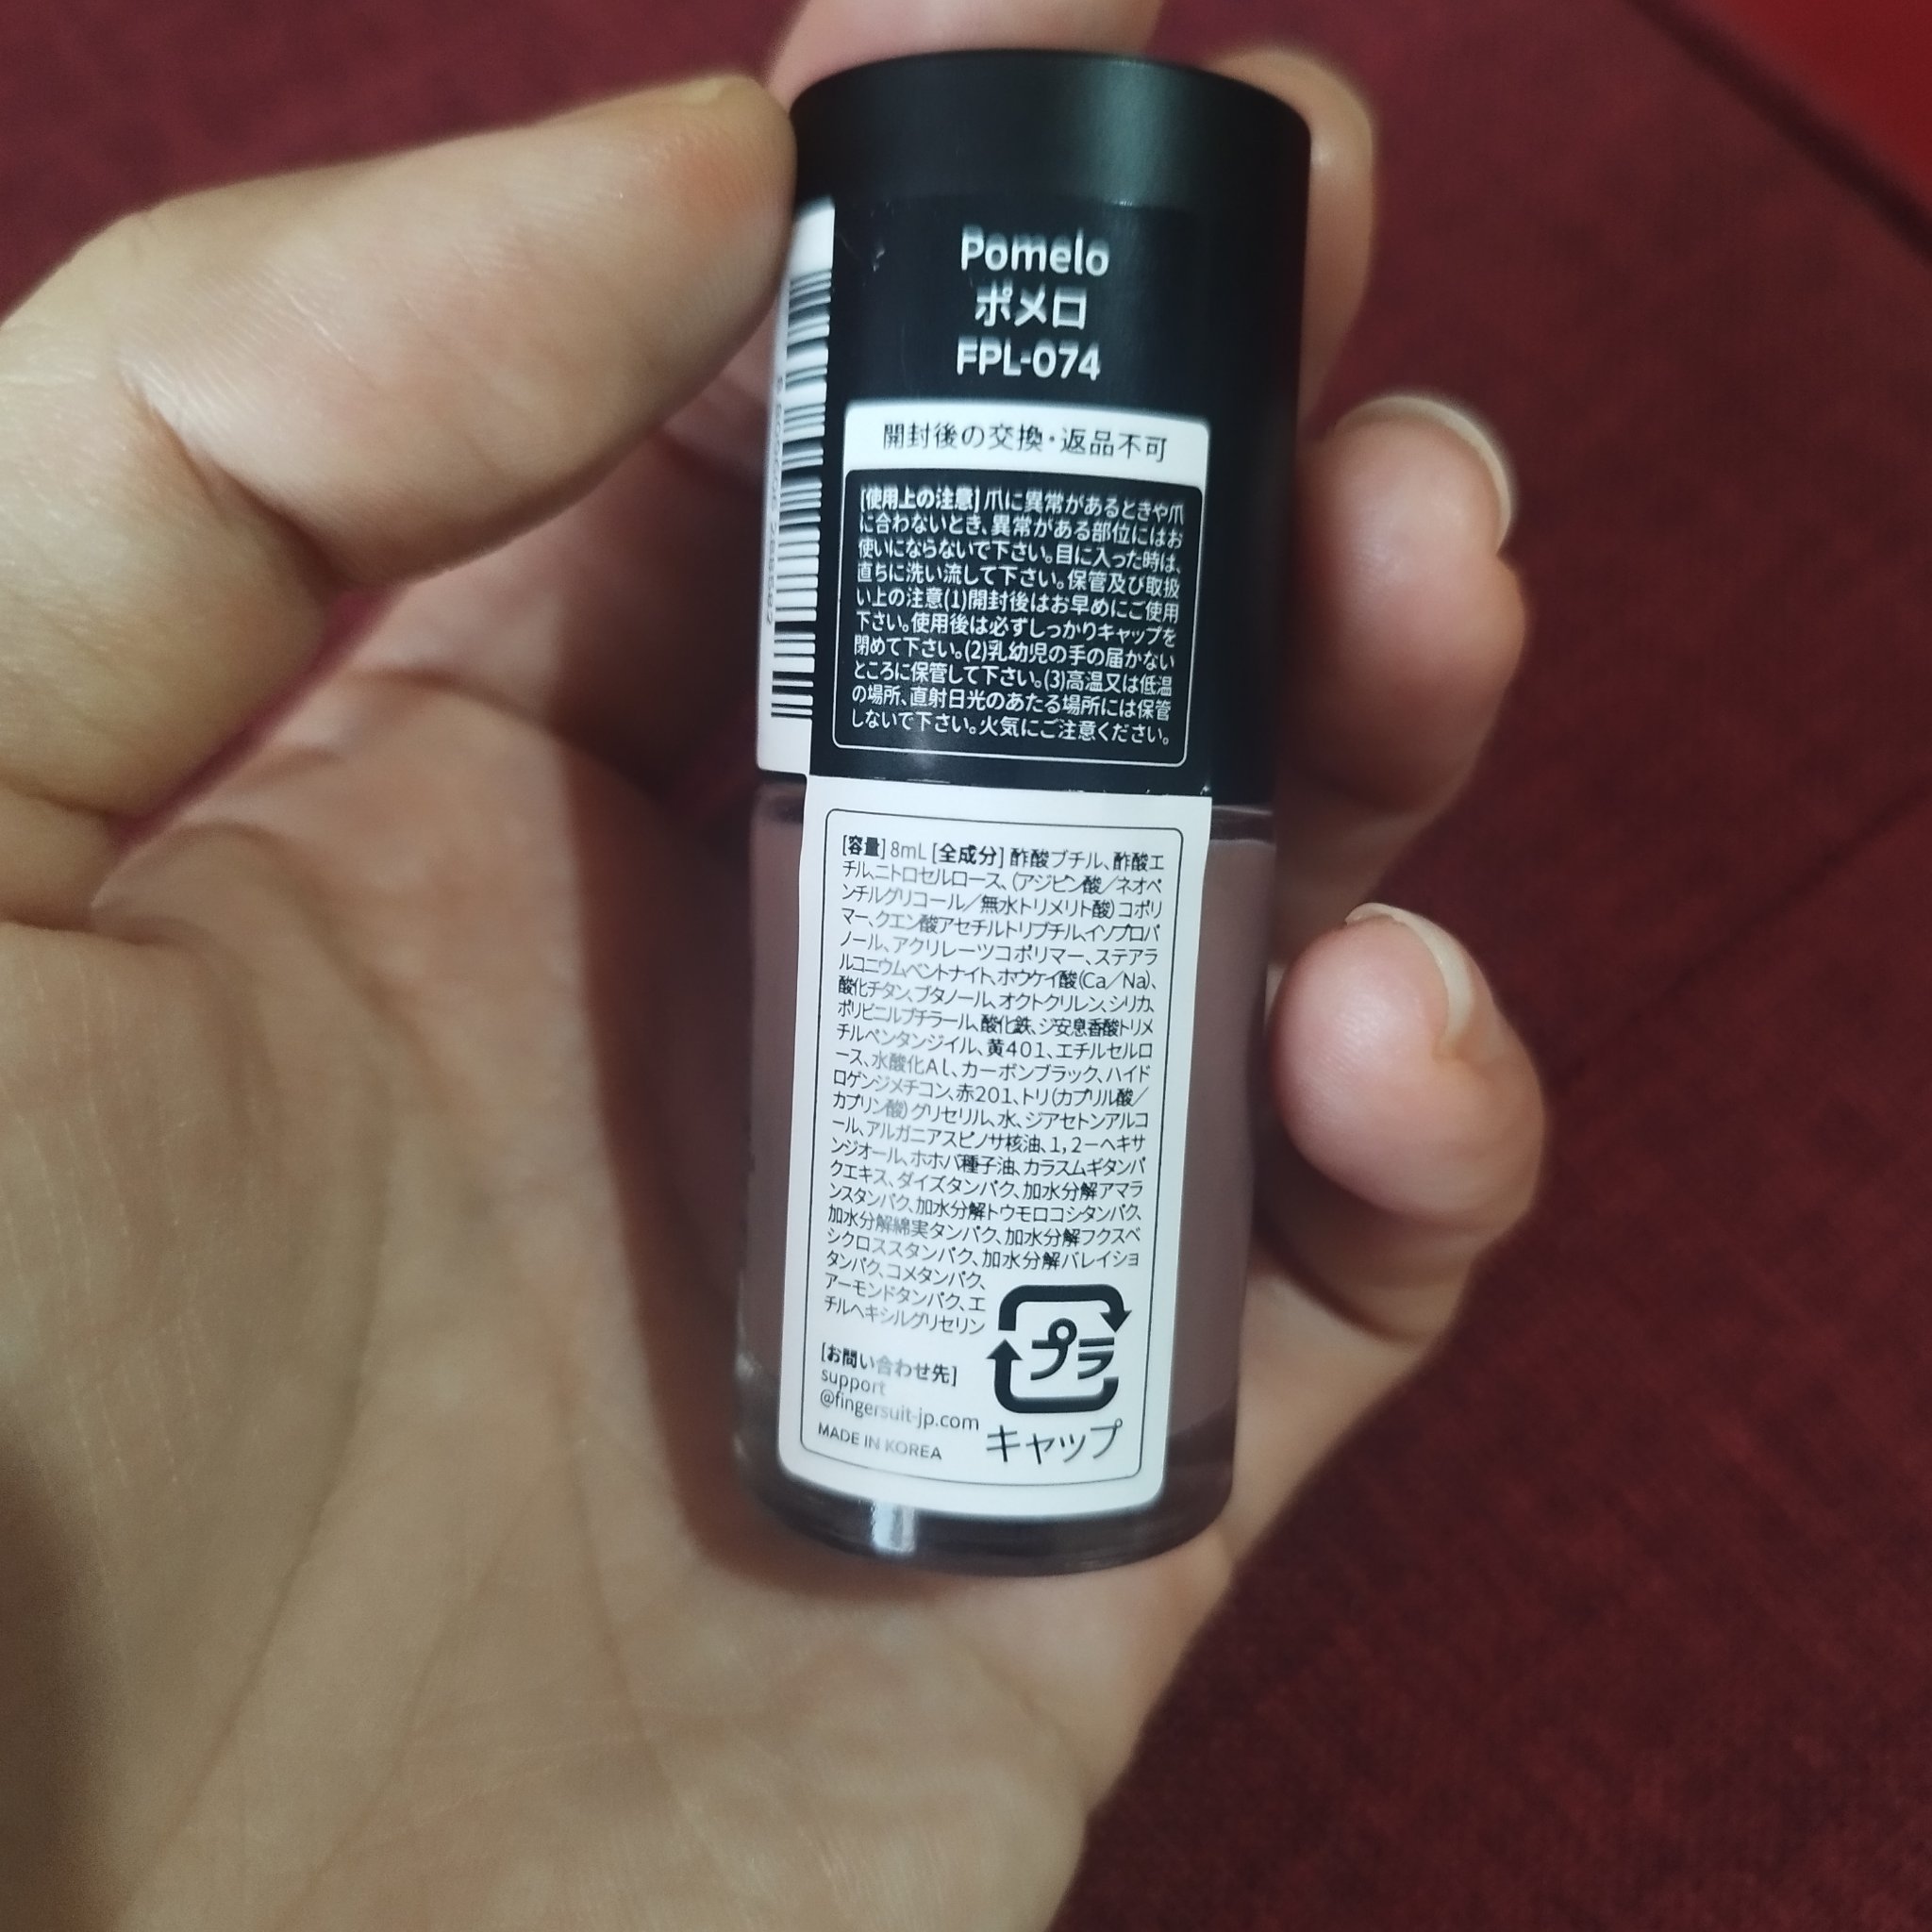 Pomelo
ポメロ
FPL-074
開封後の交換・返品不可
[使用上の注意] 爪に異常があるときや爪
に合わないとき、異常がある部位にはお
使いにならないで下さい。目に入った時は、
直ちに洗い流して下さい。保管及び取扱
い上の注意(1)開封後はお早めにご使用
下さい。使用後は必ずしっかりキャップを
閉めて下さい。(2)乳幼児の手の届かない
ところに保管して下さい。(3)高温又は低温
の場所、直射日光のあたる場所には保管
しないで下さい。火気にご注意ください。
[容量] 8mL [全成分] 酢酸ブチル、酢酸エ
チル、ニトロセルロース、(アジピン酸／ネオペ
ンチルグリコール／無水トリメリト酸)コポリ
マー、クエン酸アセチルトリブチル、イソプロパ
ノール、アクリレーツコポリマー、ステアラ
ルコニウムベントナイト、ホウケイ酸(Ca／Na)、
酸化チタン、ブタノール、オクトクリレン、シリカ、
ポリビニルブチラール、酸化鉄、ジ安息香酸トリメ
チルペンタンジイル、黄401、エチルセルロ
ース、水酸化Al、カーボンブラック、ハイド
ロゲンジメチコン、赤201、トリ(カプリル酸／
カプリン酸)グリセリル、水、ジアセトンアルコ
ール、アルガニアスピノサ核油、1,2－ヘキサ
ンジオール、ホホバ種子油、カラスムギタンパ
クエキス、ダイズタンパク、加水分解アマラ
ンスタンパク、加水分解トウモロコシタンパク、
加水分解綿実タンパク、加水分解フクスベ
シクロススタンパク、加水分解バレイショ
タンパク、コメタンパク、
アーモンドタンパク、エ
チルヘキシルグリセリン
[お問い合わせ先]
support
@fingersuit-jp.com
MADE IN KOREA
プラ
キャップ